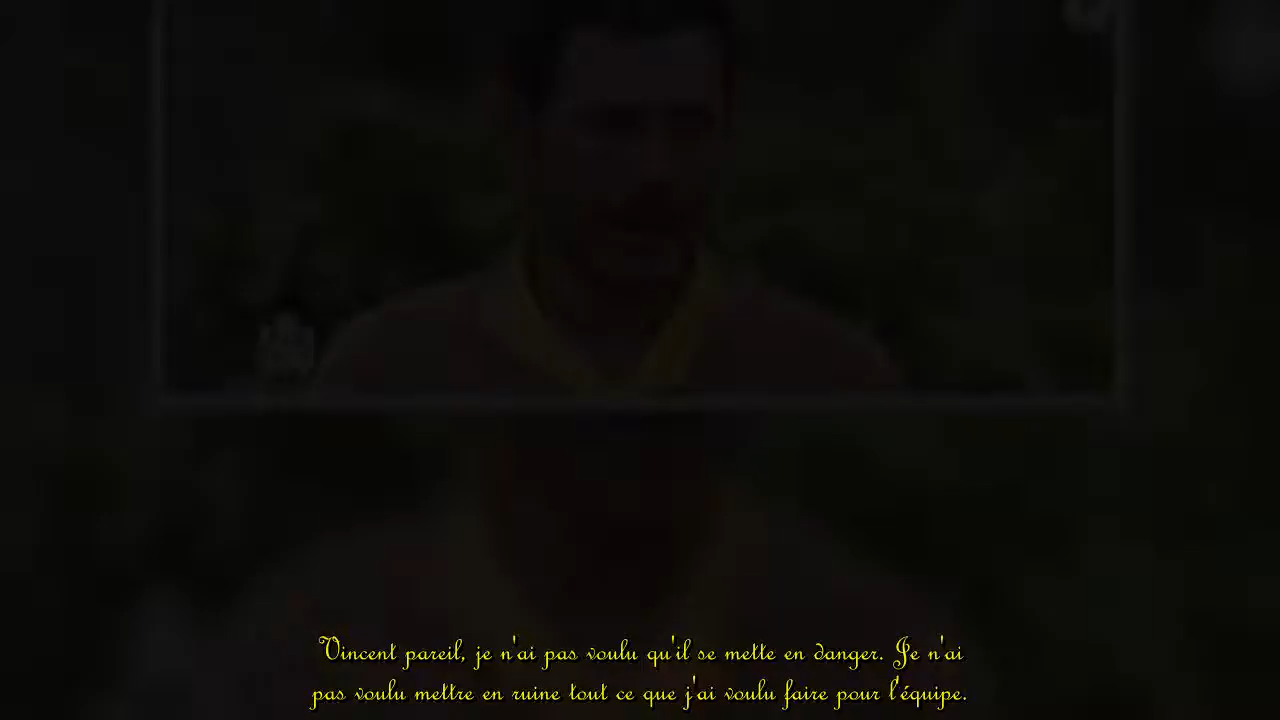 Vincent pareil, je n'ai pas voulu qu'il se mette en danger. Je n'ai
pas voulu mettre en ruine tout ce que j'ai voulu faire pour l'équipe.